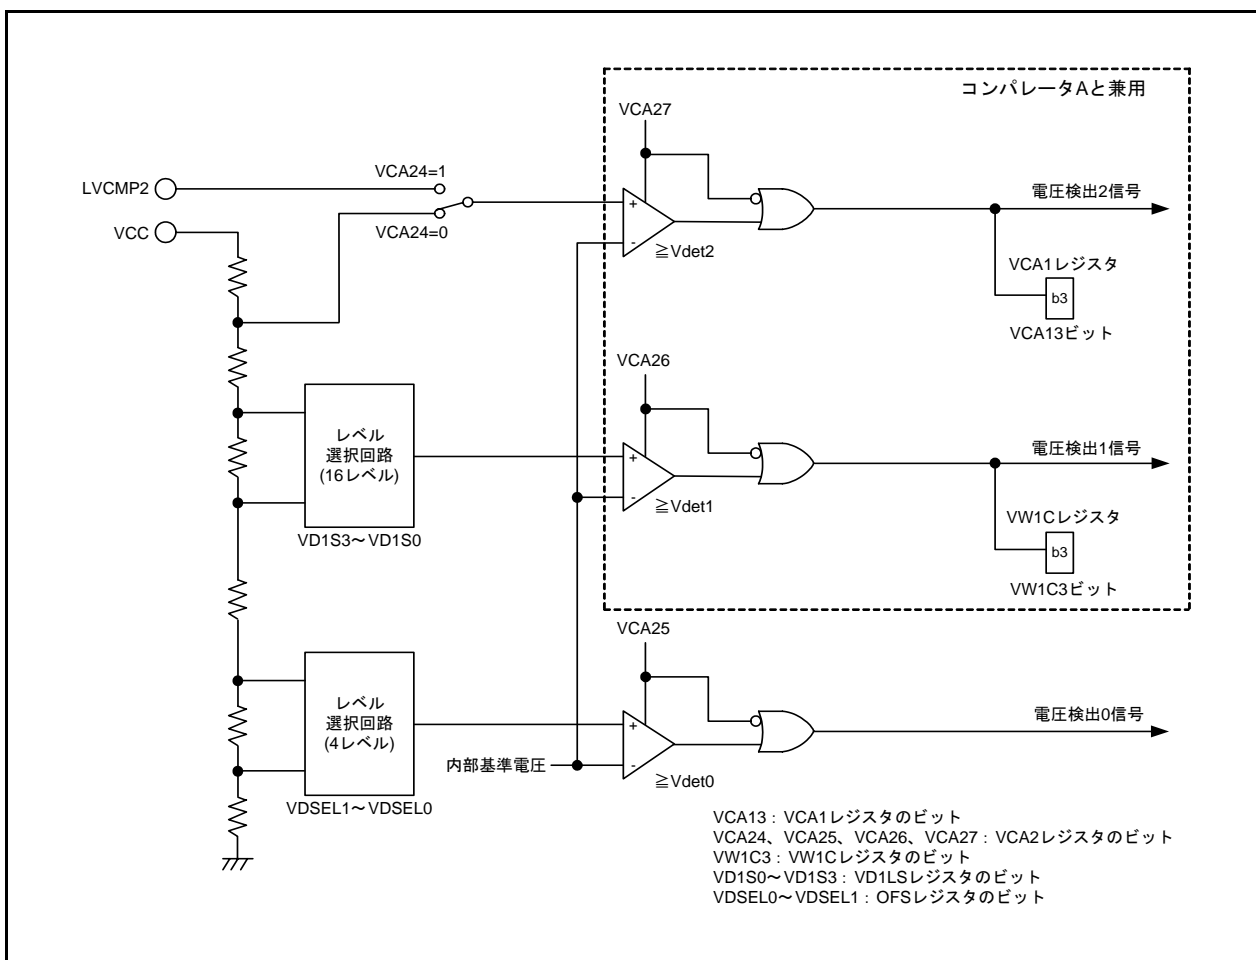 コンパレータAと兼用
VCA27
VCA24=1
LVCMP2
電圧検出2信号
+
VCA24=0
VCC
-
≧Vdet2
VCA1レジスタ
b3
VCA13ビット
VCA26
レベル
選択回路
(16レベル)
VD1S3～VD1S0
電圧検出1信号
+
-
≧Vdet1
VW1Cレジスタ
b3
VW1C3ビット
VCA25
レベル
選択回路
(4レベル)
VDSEL1～VDSEL0
電圧検出0信号
+
内部基準電圧
-
≧Vdet0
VCA13：VCA1レジスタのビット
VCA24、VCA25、VCA26、VCA27：VCA2レジスタのビット
VW1C3：VW1Cレジスタのビット
VD1S0～VD1S3：VD1LSレジスタのビット
VDSEL0～VDSEL1：OFSレジスタのビット